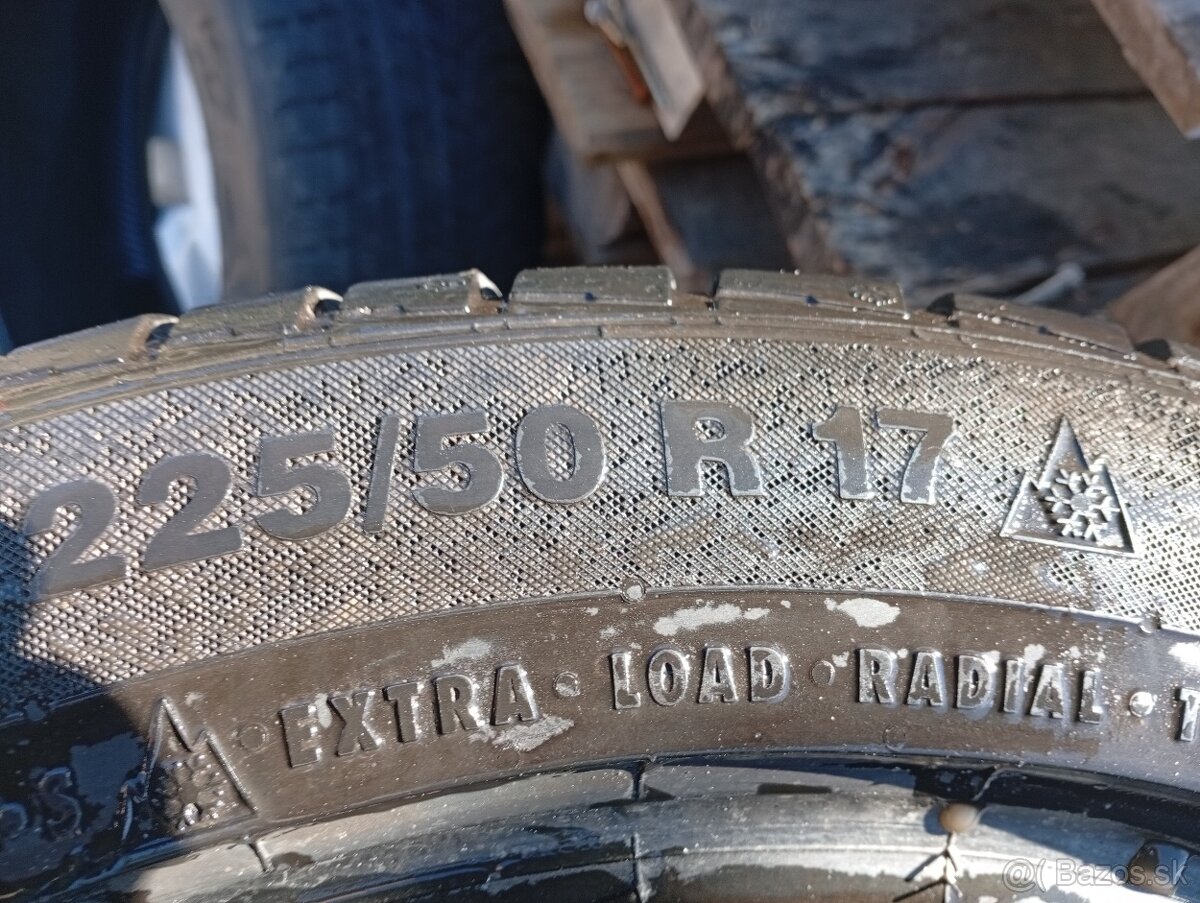 225/50 R 17
EXTRA · LOAD · RADIAL ·
@( Bazos.sk